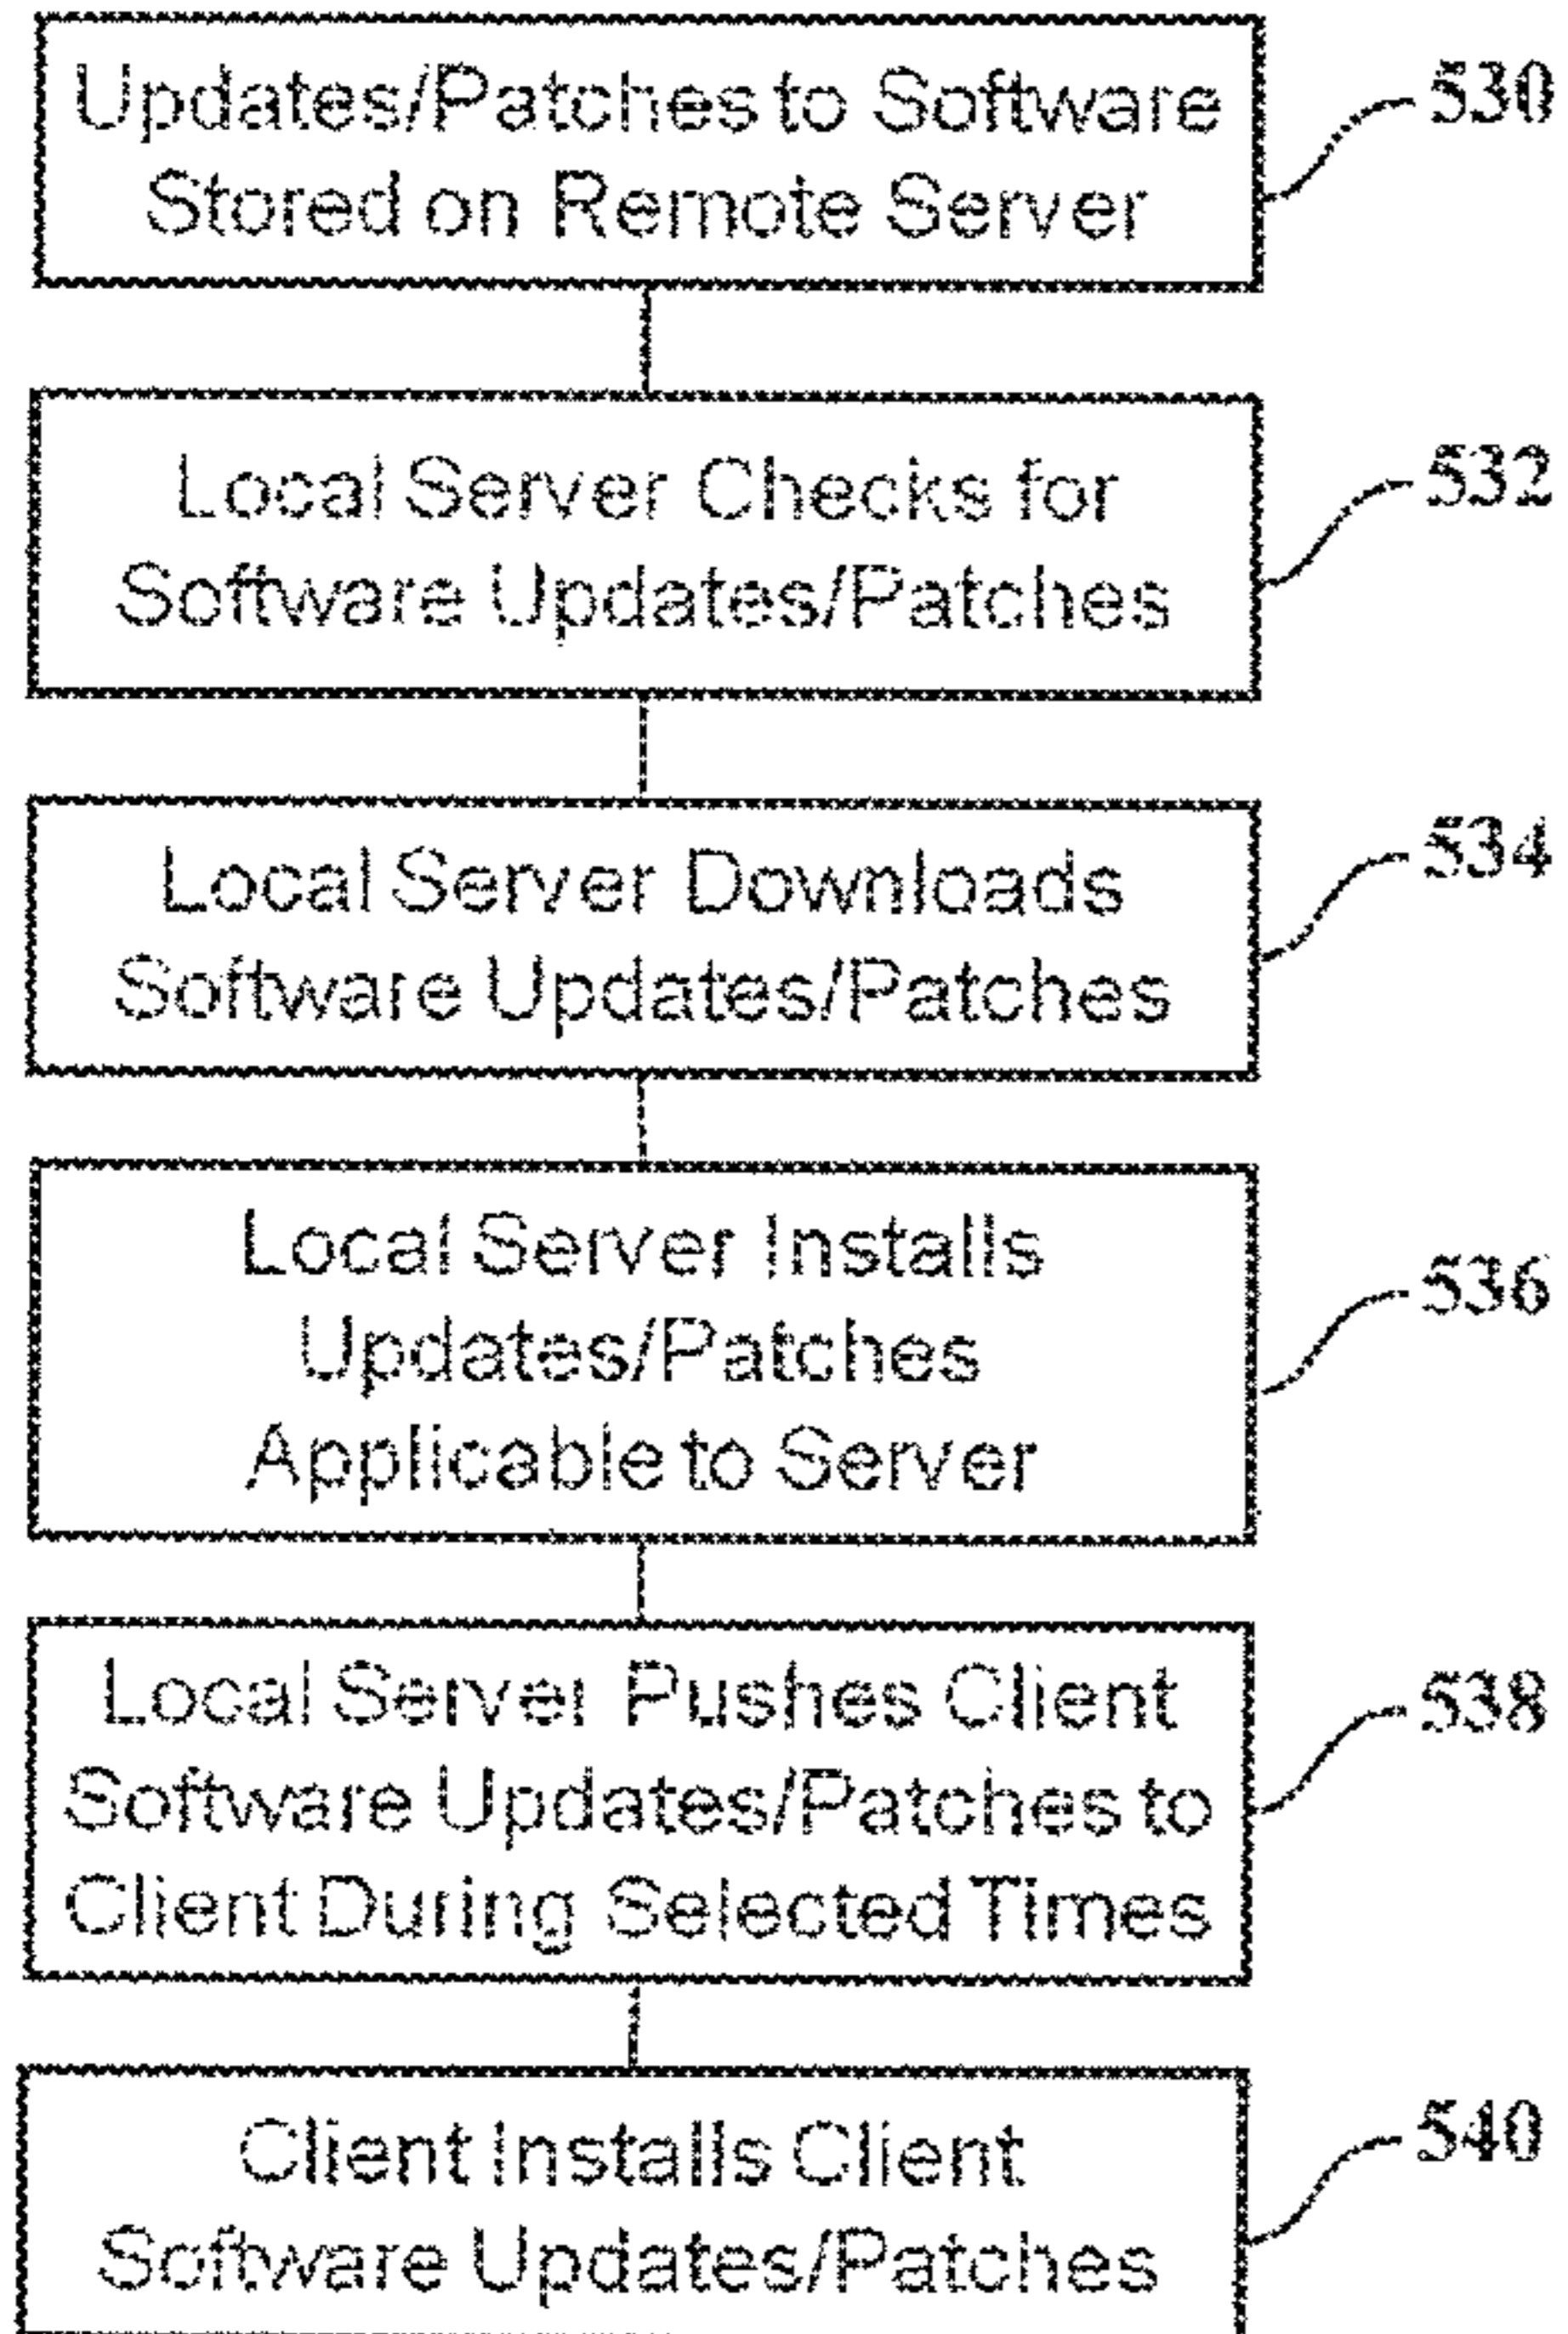 Updates/Patches to Software
Stored on Remote Server
530
Local Server Checks for
Software Updates/Patches
532
Local Server Downloads
Software Updates/Patches
534
Local Server Installs
Updates/Patches
Applicable to Server
536
Local Server Pushes Client
Software Updates/Patches to
Client During Selected Times
538
Client Installs Client
Software Updates/Patches
540